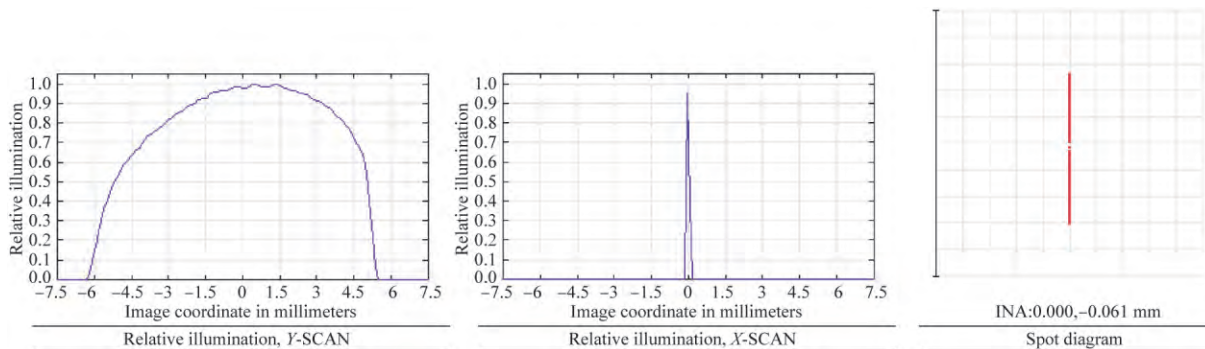 Relative illumination
1.0
0.9
0.8
0.7
0.6
0.5
0.4
0.3
0.2
0.1
0.0
−7.5 −6 −4.5 −3 −1.5 0 1.5 3 4.5 6 7.5
Image coordinate in millimeters
Relative illumination, Y-SCAN
Relative illumination
1.0
0.9
0.8
0.7
0.6
0.5
0.4
0.3
0.2
0.1
0.0
−7.5 −6 −4.5 −3 −1.5 0 1.5 3 4.5 6 7.5
Image coordinate in millimeters
Relative illumination, X-SCAN
INA:0.000,−0.061 mm
Spot diagram